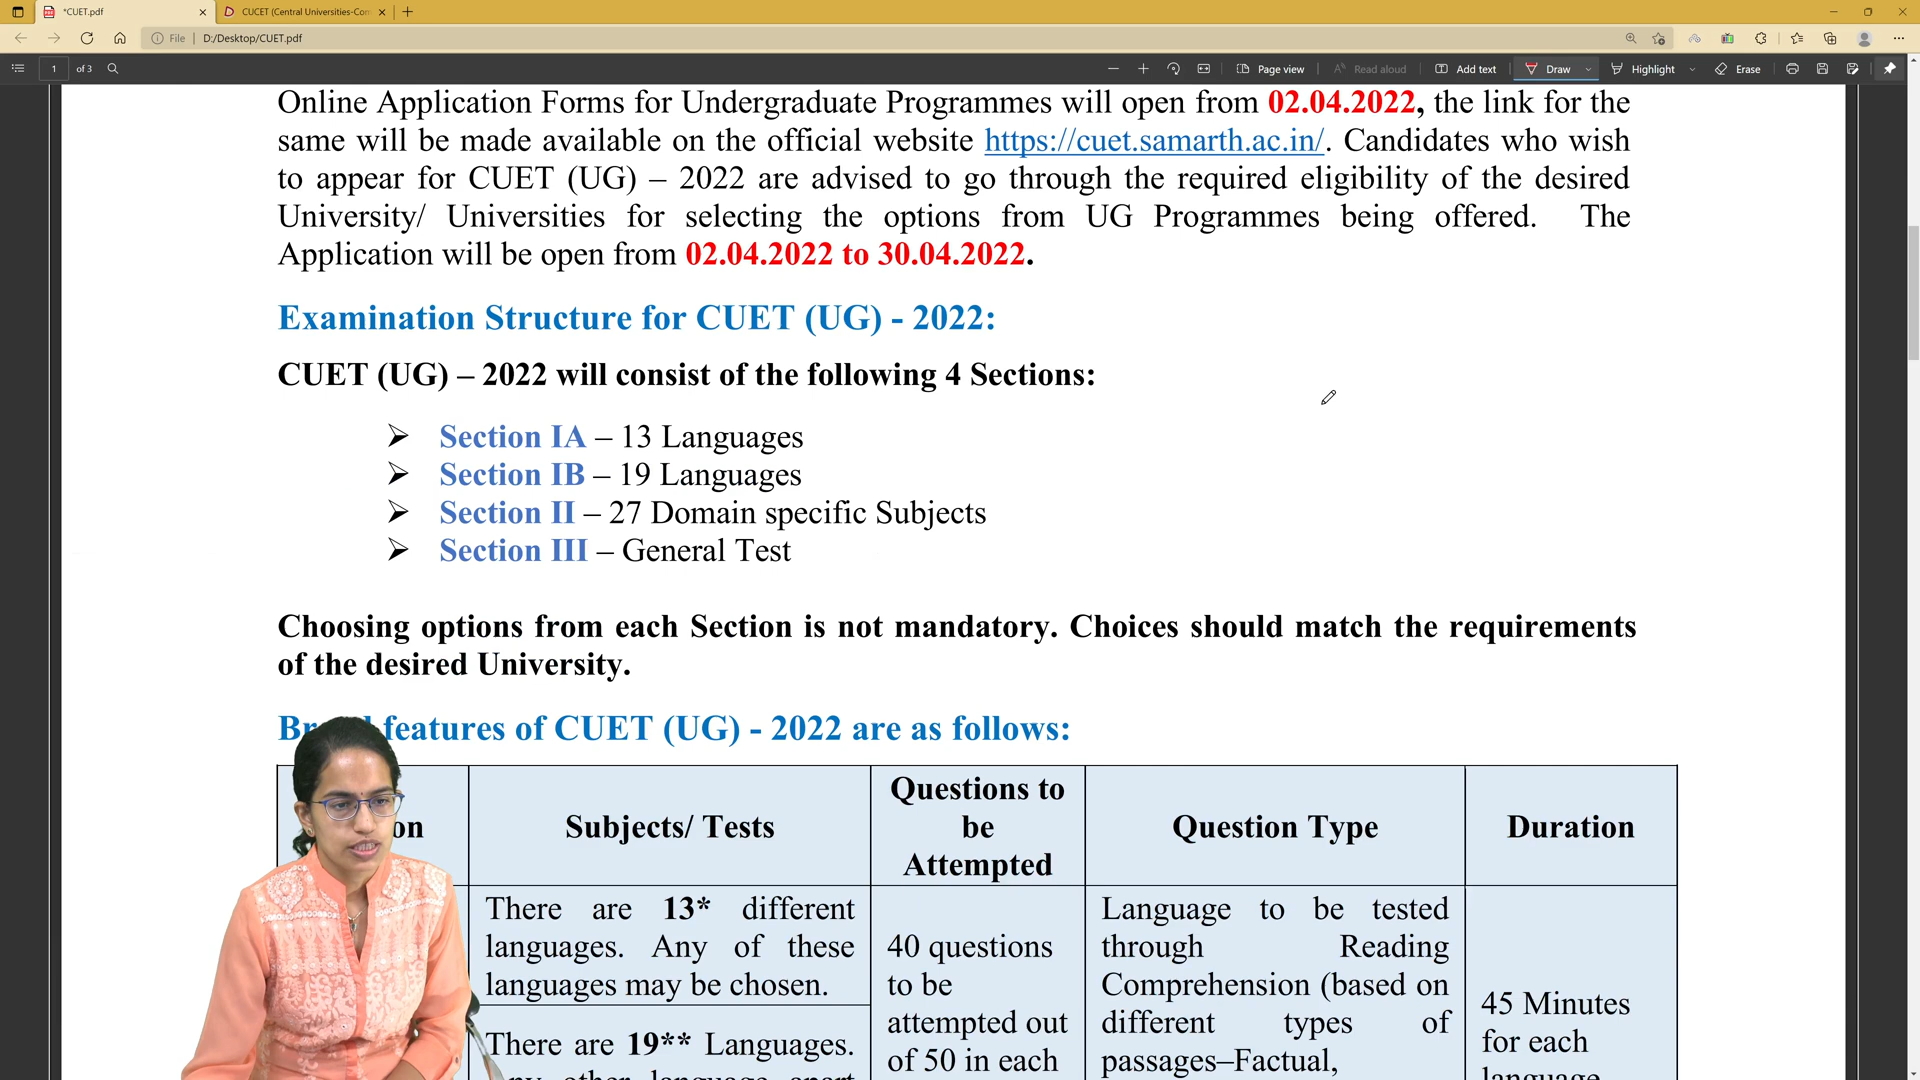 *CUET.pdf
CUCET (Central Universities-Com
File
D:/Desktop/CUET.pdf
1 of 3
Page view
Read aloud
Add text
Draw
Highlight
Erase
Online Application Forms for Undergraduate Programmes will open from 02.04.2022, the link for the
same will be made available on the official website https://cuet.samarth.ac.in/. Candidates who wish
to appear for CUET (UG) – 2022 are advised to go through the required eligibility of the desired
University/ Universities for selecting the options from UG Programmes being offered. The
Application will be open from 02.04.2022 to 30.04.2022.
Examination Structure for CUET (UG) - 2022:
CUET (UG) – 2022 will consist of the following 4 Sections:
➢ Section IA – 13 Languages
➢ Section IB – 19 Languages
➢ Section II – 27 Domain specific Subjects
➢ Section III – General Test
Choosing options from each Section is not mandatory. Choices should match the requirements
of the desired University.
features of CUET (UG) - 2022 are as follows:
Subjects/ Tests
Questions to
be
Attempted
Question Type
Duration
There are 13* different
languages. Any of these
languages may be chosen.
There are 19** Languages.
40 questions
to be
attempted out
of 50 in each
Language to be tested
through Reading
Comprehension (based on
different types of
passages–Factual,
45 Minutes
for each
language